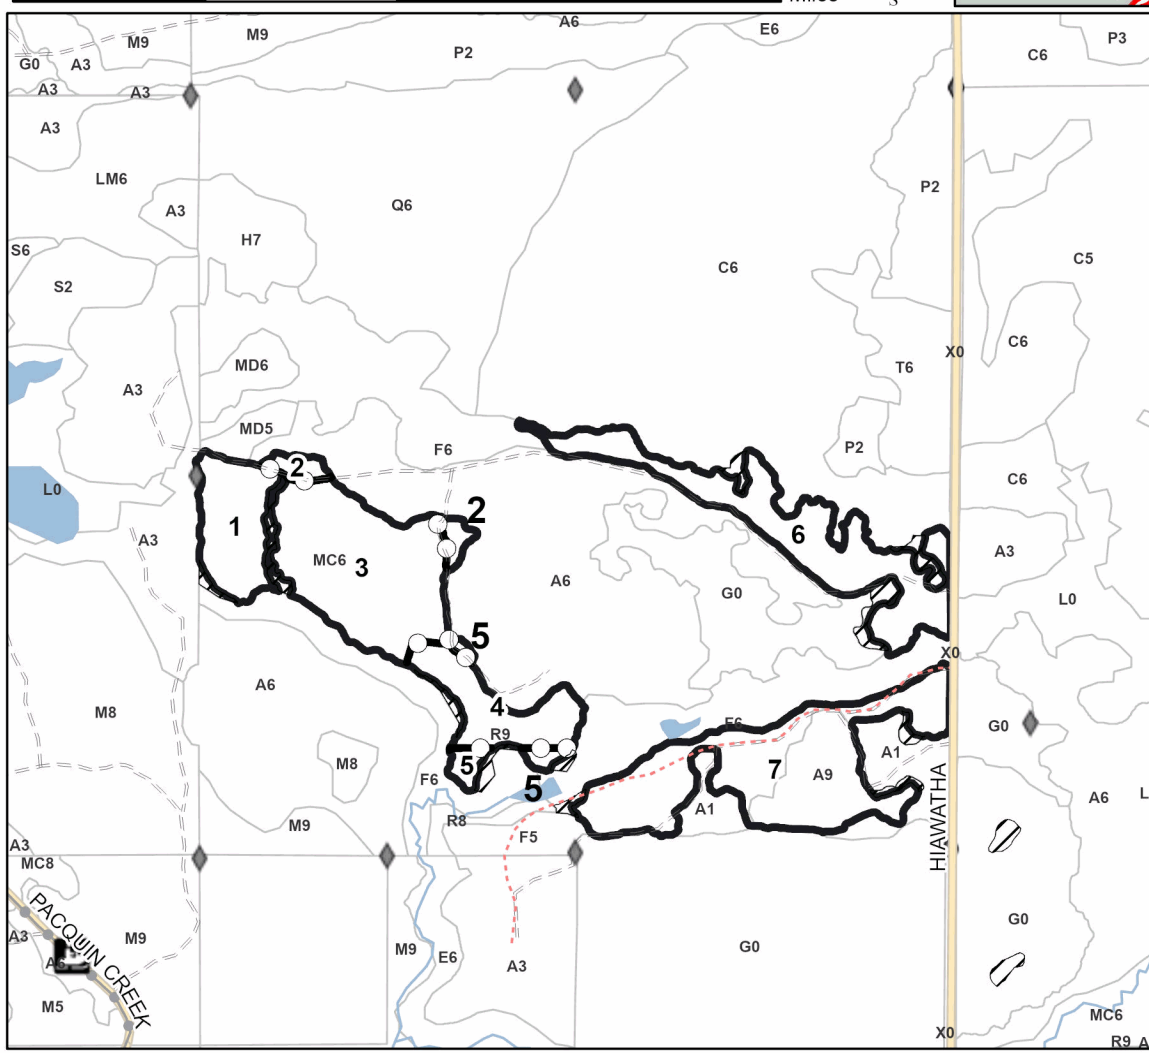 S
A6
E6
M9
M9
P3
P2
C6
G0
A3
A3
A3
A3
LM6
P2
Q6
A3
H7
S6
C5
C6
S2
C6
X0
MD6
T6
A3
MD5
F6
P2
2
C6
L0
2
1
6
A3
A3
MC6
3
A6
G0
L0
5
X0
A6
4
M8
F6
G0
R9
A1
M8
5
7
A9
F6
5
A6
L
A1
R8
M9
F5
HIAWATHA
A3
MC8
PACQUIN CREEK
G0
A3
M9
M9
G0
E6
A3
M5
MC6
X0
R9
A